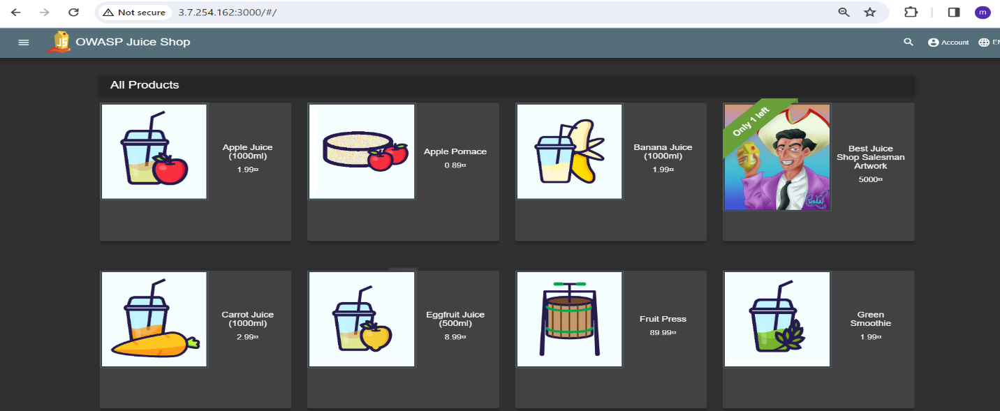 Not secure
3.7.254.162:3000/#/
m
JS
OWASP Juice Shop
Account
EN
All Products
Apple Juice
(1000ml)
1.99¤
Apple Pomace
0.89¤
Banana Juice
(1000ml)
1.99¤
Only 1 left
Best Juice
Shop Salesman
Artwork
5000¤
Carrot Juice
(1000ml)
2.99¤
Eggfruit Juice
(500ml)
8.99¤
Fruit Press
89.99¤
Green
Smoothie
1.99¤